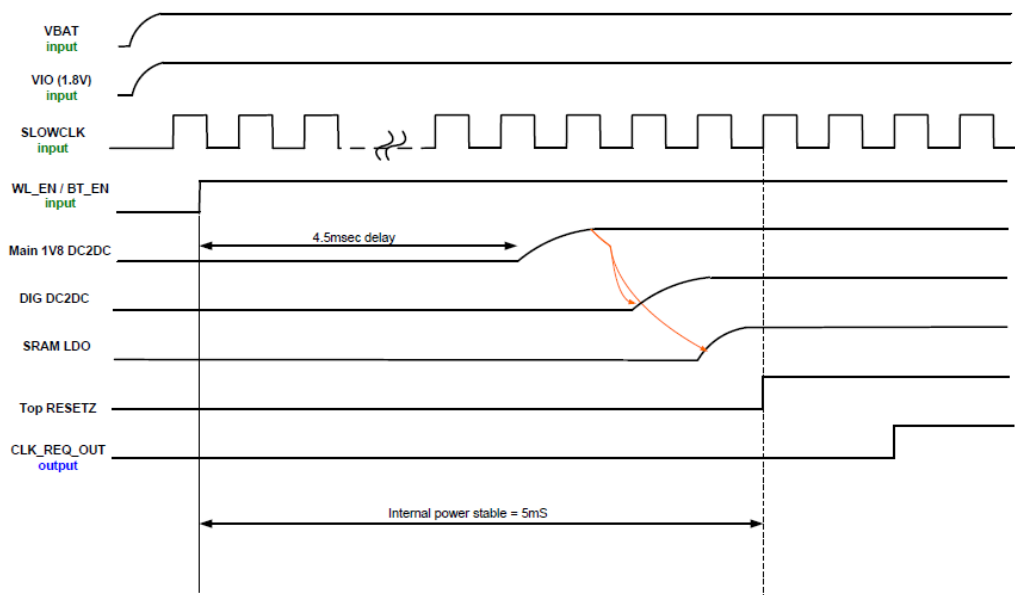 VBAT
input
VIO (1.8V)
input
SLOWCLK
input
WL_EN / BT_EN
input
4.5msec delay
Main 1V8 DC2DC
DIG DC2DC
SRAM LDO
Top RESETZ
CLK_REQ_OUT
output
Internal power stable = 5mS